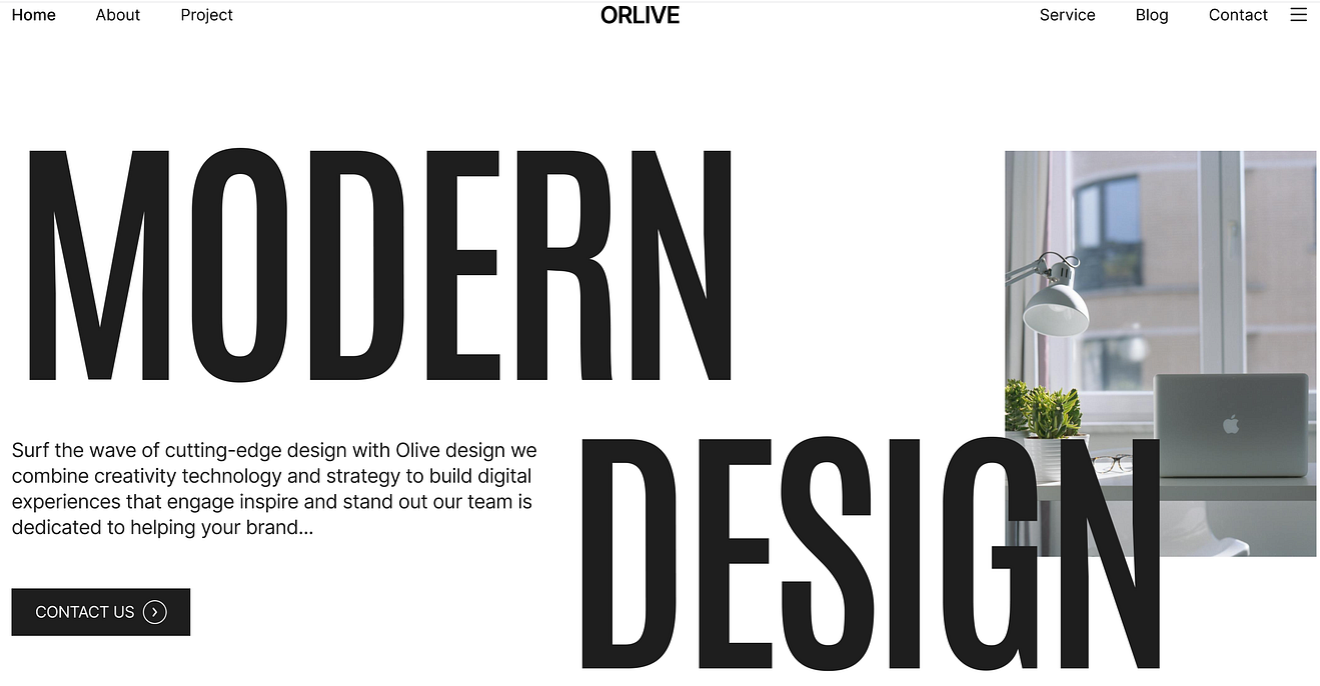 Home About Project ORLIVE Service Blog Contact
MODERN
Surf the wave of cutting-edge design with Olive design we
combine creativity technology and strategy to build digital
experiences that engage inspire and stand out our team is
dedicated to helping your brand...
DESIGN
CONTACT US